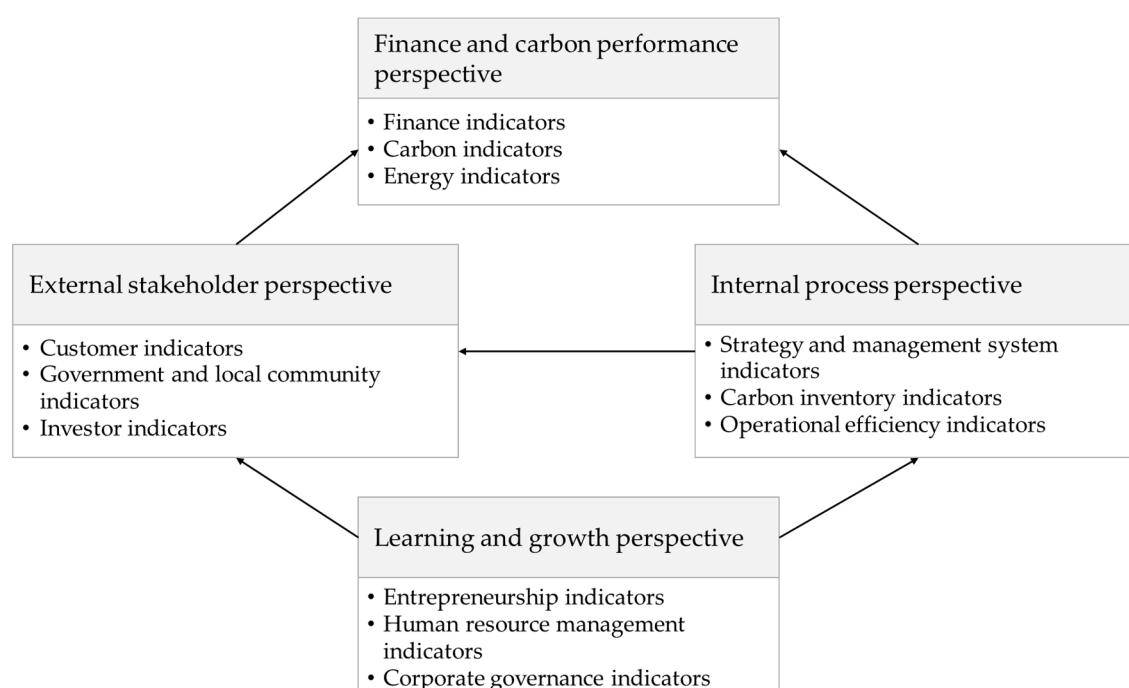 Finance and carbon performance
perspective
• Finance indicators
• Carbon indicators
• Energy indicators
External stakeholder perspective
• Customer indicators
• Government and local community
indicators
• Investor indicators
Internal process perspective
• Strategy and management system
indicators
• Carbon inventory indicators
• Operational efficiency indicators
Learning and growth perspective
• Entrepreneurship indicators
• Human resource management
indicators
• Corporate governance indicators